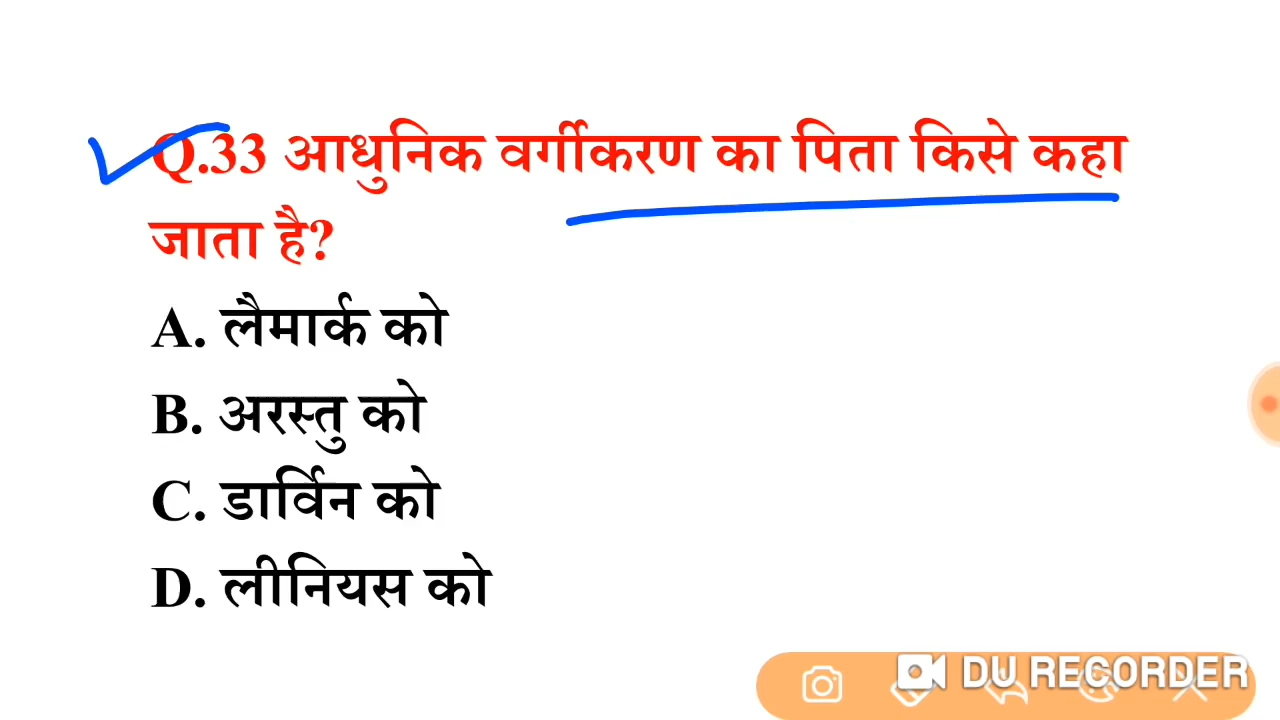 Q.33 आधुनिक वर्गीकरण का पिता किसे कहा
जाता है?
A. लैमार्क को
B. अरस्तु को
C. डार्विन को
D. लीनियस को
DU RECORDER